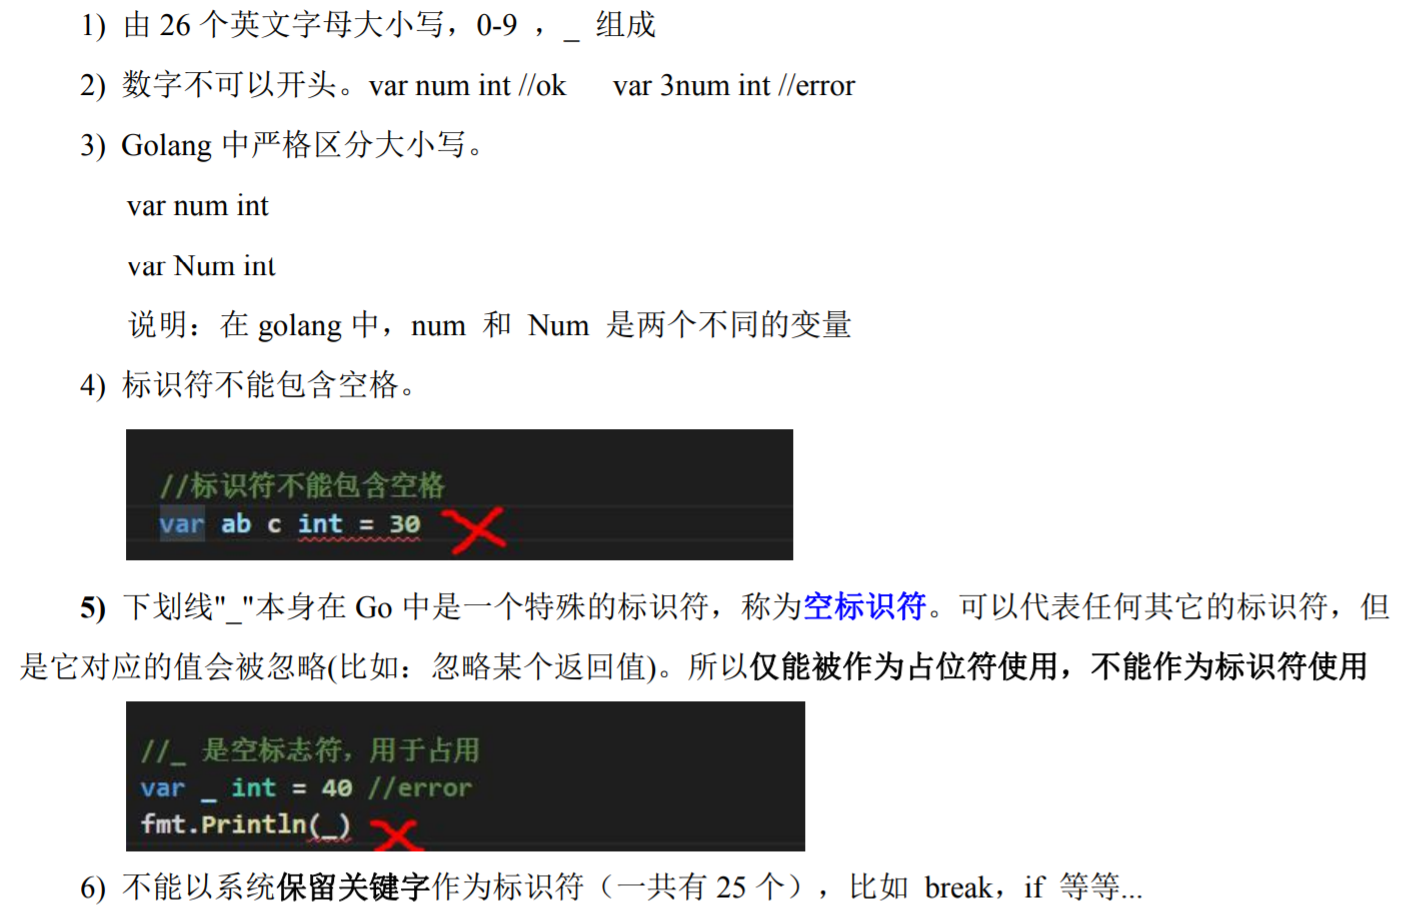 1) 由 26 个英文字母大小写，0-9 ，_ 组成
2) 数字不可以开头。var num int //ok var 3num int //error
3) Golang 中严格区分大小写。
var num int
var Num int
说明：在 golang 中，num 和 Num 是两个不同的变量
4) 标识符不能包含空格。
//标识符不能包含空格
var ab c int = 30
5) 下划线"_"本身在 Go 中是一个特殊的标识符，称为空标识符。可以代表任何其它的标识符，但
是它对应的值会被忽略(比如：忽略某个返回值)。所以仅能被作为占位符使用，不能作为标识符使用
//_ 是空标志符，用于占用
var _ int = 40 //error
fmt.Println(_)
6) 不能以系统保留关键字作为标识符（一共有 25 个），比如 break，if 等等...